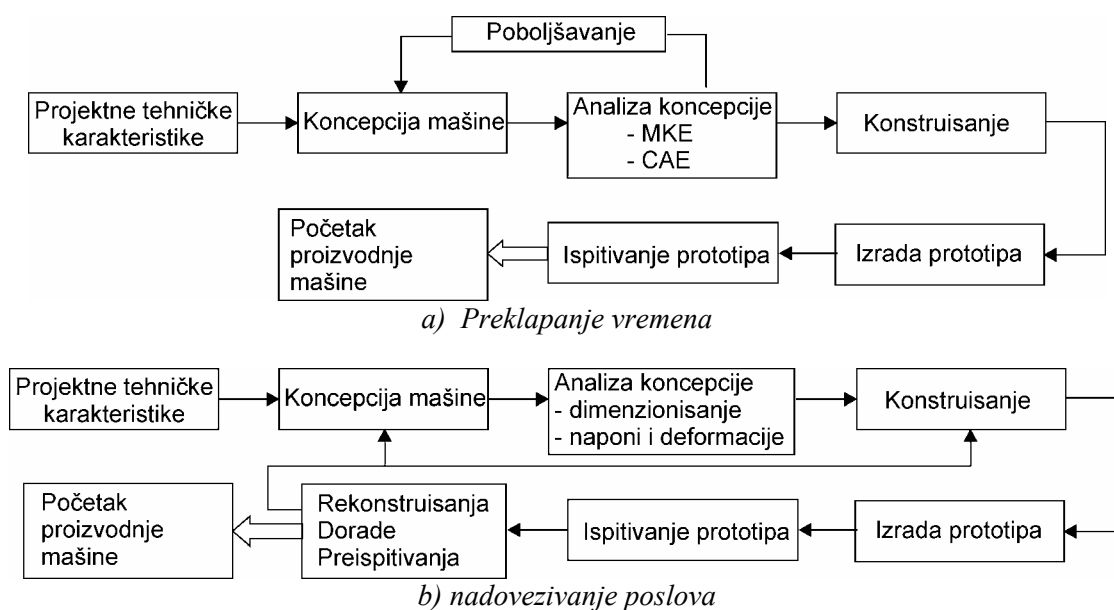 Poboljšavanje
Projektne tehničke
karakteristike
Koncepcija mašine
Analiza koncepcije
- MKE
- CAE
Konstruisanje
Početak
proizvodnje
mašine
Ispitivanje prototipa
Izrada prototipa
a) Preklapanje vremena
Projektne tehničke
karakteristike
Koncepcija mašine
Analiza koncepcije
- dimenzionisanje
- naponi i deformacije
Konstruisanje
Početak
proizvodnje
mašine
Rekonstruisanja
Dorade
Preispitivanja
Ispitivanje prototipa
Izrada prototipa
b) nadovezivanje poslova